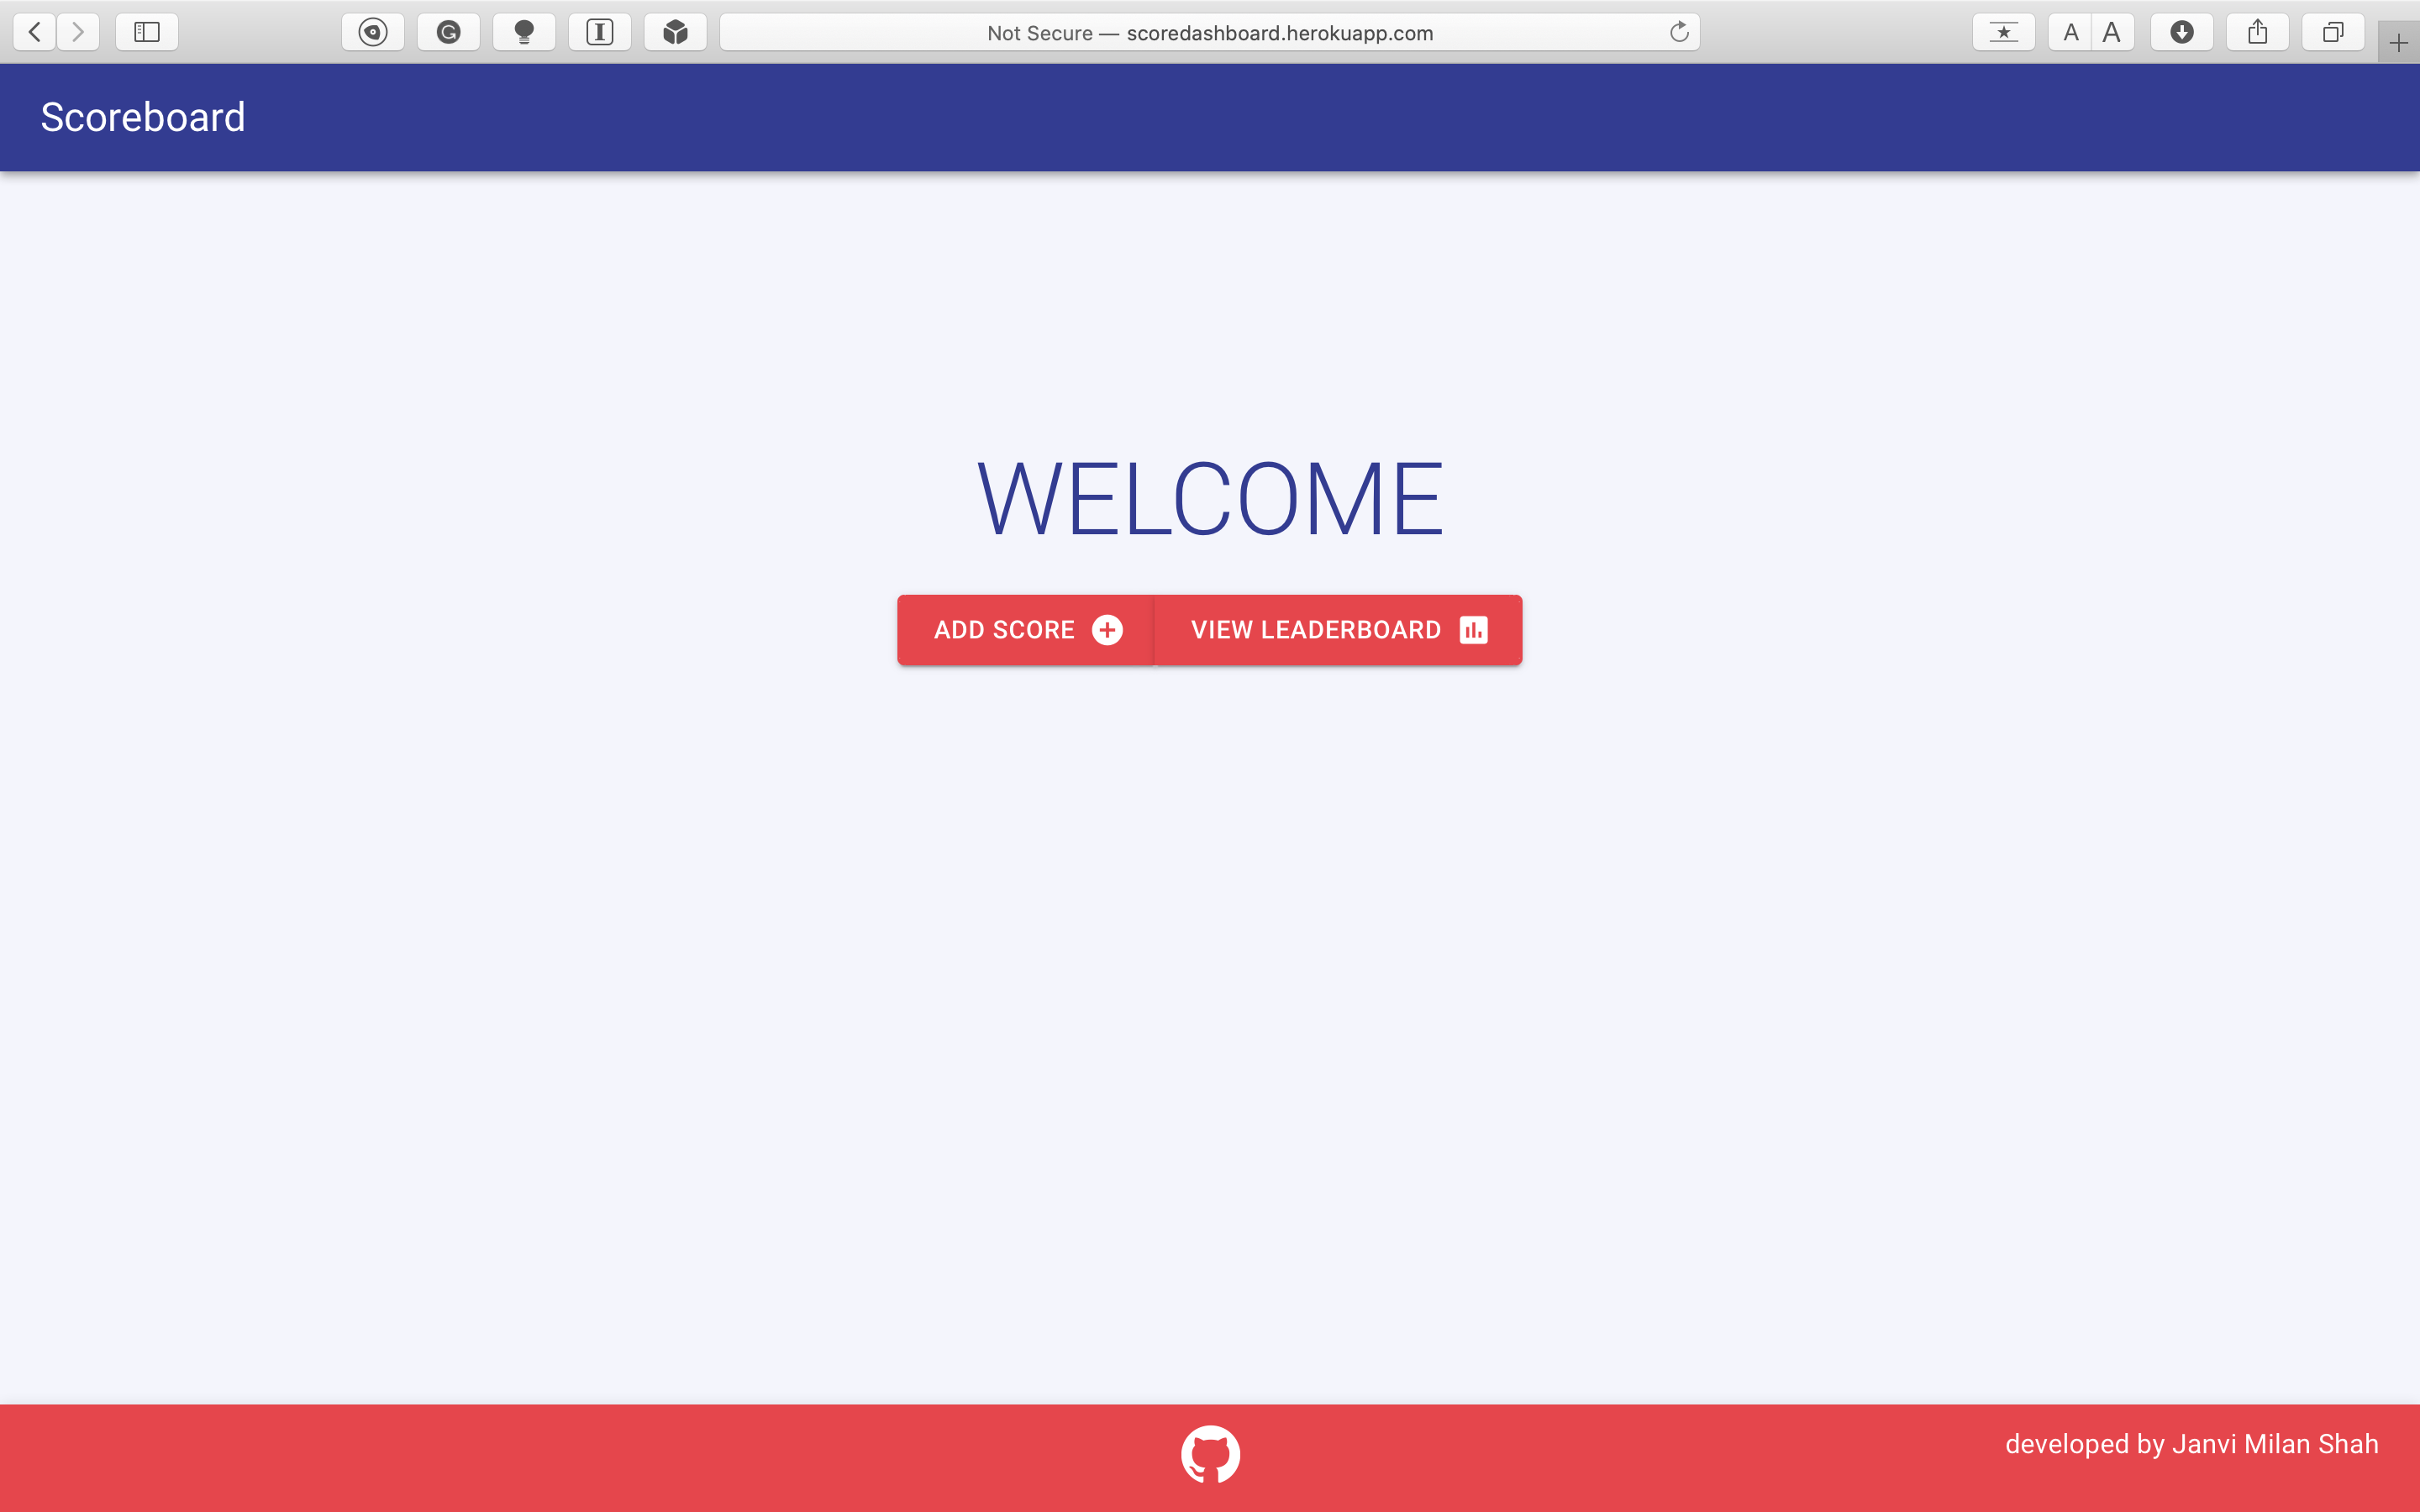 Not Secure — scoredashboard.herokuapp.com
A A
Scoreboard
WELCOME
ADD SCORE
VIEW LEADERBOARD
developed by Janvi Milan Shah